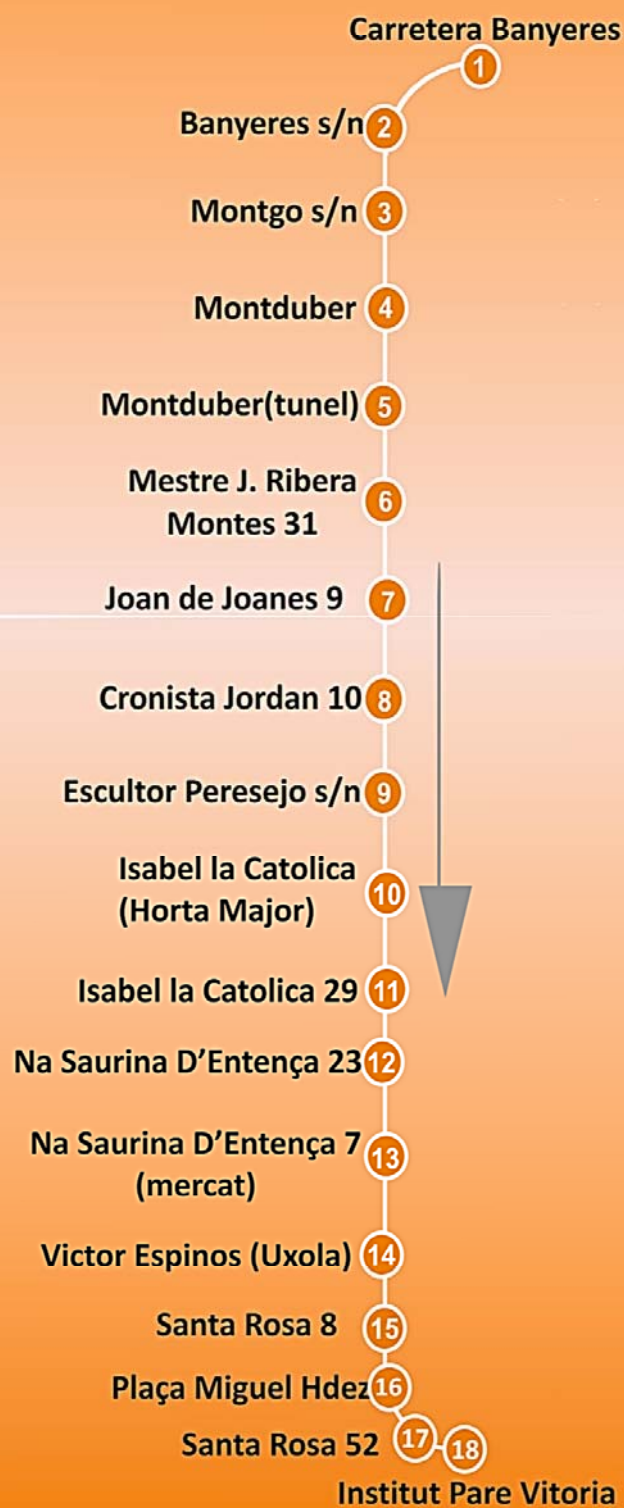 Carretera Banyeres
1
Banyeres s/n 2
Montgo s/n 3
Montduber 4
Montduber(tunel) 5
Mestre J. Ribera
Montes 31
6
Joan de Joanes 9 7
Cronista Jordan 10 8
Escultor Peresejo s/n 9
Isabel la Catolica
(Horta Major)
10
Isabel la Catolica 29 11
Na Saurina D'Entença 23 12
Na Saurina D'Entença 7
(mercat)
13
Victor Espinos (Uxola) 14
Santa Rosa 8 15
Plaça Miguel Hdez 16
Santa Rosa 52 17 18
Institut Pare Vitoria